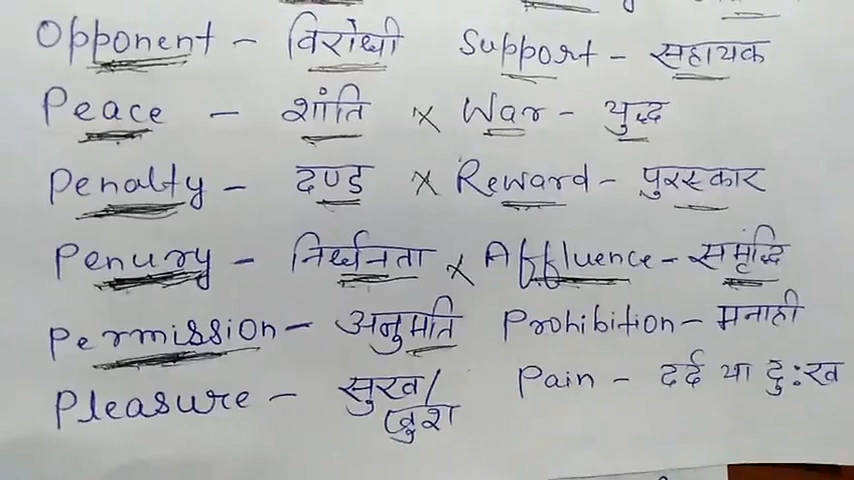 Opponent - विरोधी Support - सहायक
Peace - शांति × War - युद्ध
Penalty - दण्ड × Reward - पुरस्कार
Penury - निर्धनता × Affluence - समृंद्धि
Permission - अनुमति Prohibition - मनाही
Pleasure - सुख/ Pain - दर्द या दुःख
खुश